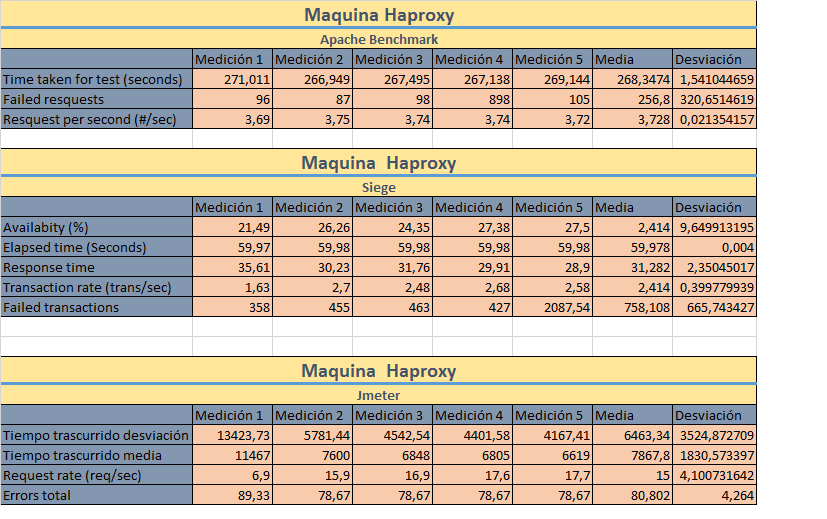 Maquina Haproxy
Apache Benchmark
Medición 1 Medición 2 Medición 3 Medición 4 Medición 5 Media Desviación
Time taken for test (seconds) 271,011 266,949 267,495 267,138 269,144 268,3474 1,541044659
Failed resquests 96 87 98 898 105 256,8 320,6514619
Resquest per second (#/sec) 3,69 3,75 3,74 3,74 3,72 3,728 0,021354157
Maquina Haproxy
Siege
Medición 1 Medición 2 Medición 3 Medición 4 Medición 5 Media Desviación
Availabity (%) 21,49 26,26 24,35 27,38 27,5 2,414 9,649913195
Elapsed time (Seconds) 59,97 59,98 59,98 59,98 59,98 59,978 0,004
Response time 35,61 30,23 31,76 29,91 28,9 31,282 2,35045017
Transaction rate (trans/sec) 1,63 2,7 2,48 2,68 2,58 2,414 0,399779939
Failed transactions 358 455 463 427 2087,54 758,108 665,743427
Maquina Haproxy
Jmeter
Medición 1 Medición 2 Medición 3 Medición 4 Medición 5 Media Desviación
Tiempo trascurrido desviación 13423,73 5781,44 4542,54 4401,58 4167,41 6463,34 3524,872709
Tiempo trascurrido media 11467 7600 6848 6805 6619 7867,8 1830,573397
Request rate (req/sec) 6,9 15,9 16,9 17,6 17,7 15 4,100731642
Errors total 89,33 78,67 78,67 78,67 78,67 80,802 4,264